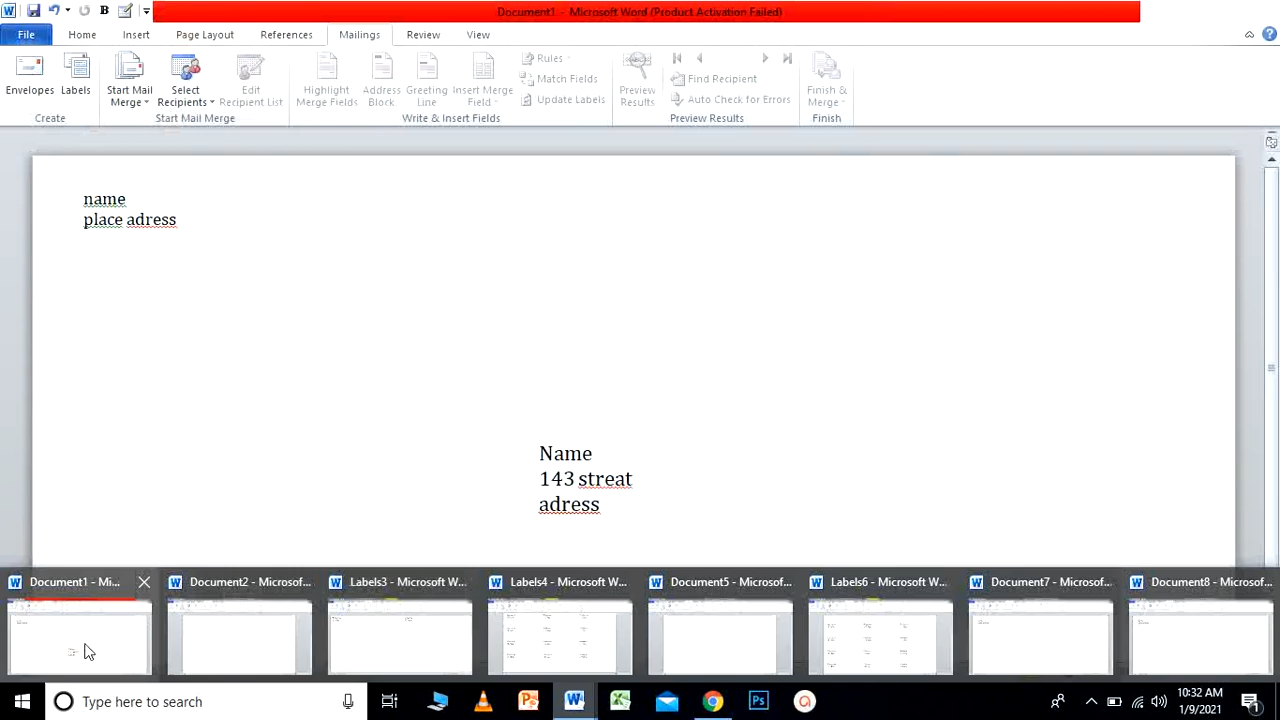 Document1 - Microsoft Word (Product Activation Failed)
File Home Insert Page Layout References Mailings Review View
Envelopes Labels Start Mail Merge Select Recipients Edit Recipient List Highlight Merge Fields Address Block Greeting Line Insert Merge Field Rules Match Fields Update Labels Preview Results Find Recipient Auto Check for Errors Finish & Merge
Create Start Mail Merge Write & Insert Fields Preview Results Finish
name
place adress
Name
143 streat
adress
Document1 - Mi... Document2 - Microsof... Labels3 - Microsoft W... Labels4 - Microsoft W... Document5 - Microsof... Labels6 - Microsoft W... Document7 - Microsof... Document8 - Microsof...
Type here to search
10:32 AM
1/9/2021